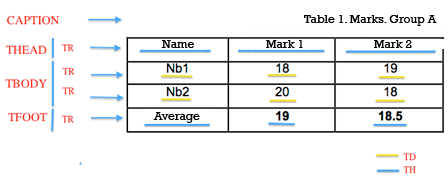 CAPTION Table 1. Marks. Group A
THEAD TR Name Mark 1 Mark 2
TBODY
TR Nb1 18 19
TR Nb2 20 18
TFOOT TR Average 19 18.5
TD
TH